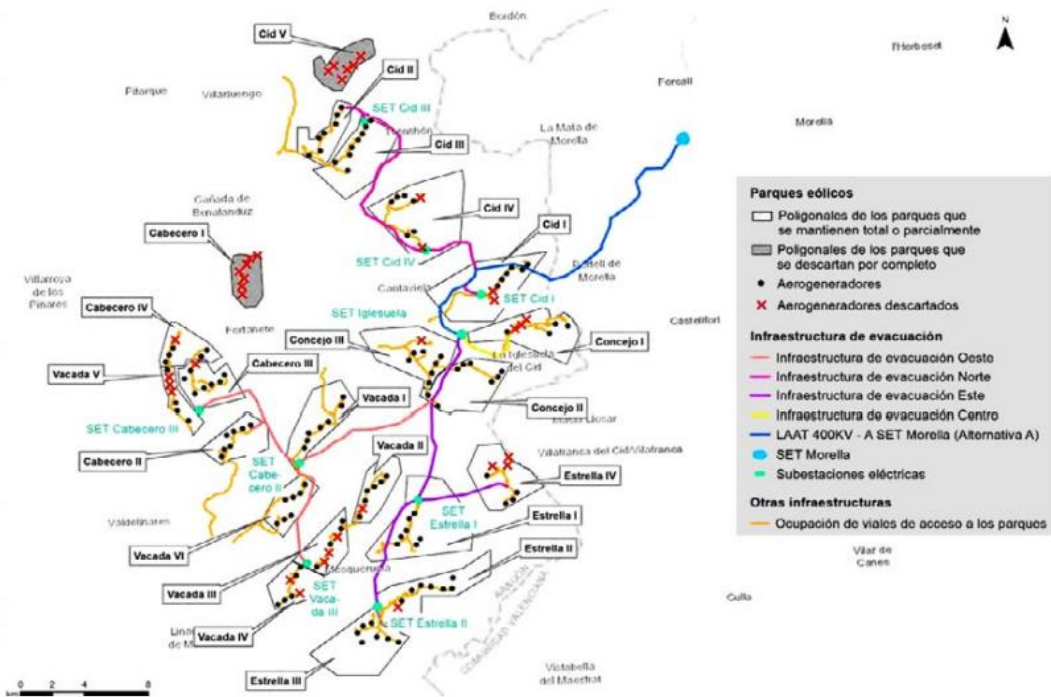 Bordón
N
Cid V
l'Herbeset
Cid II
Forcall
Pitarque
Villarluengo
SET Cid III
Morella
La Mata de
Morella
Cid III
Cañada de
Benatanduz
Cid IV
Cabecero I
Cid I
SET Cid IV
Portell de
Morella
Villarroya
de los
Pinares
Cantavieja
SET Cid I
Cabecero IV
SET Iglesuela
Castellfort
Fortanete
Concejo III
Concejo I
Cabecero III
La Iglesuela
del Cid
Vacada V
Vacada I
Concejo II
SET Cabecero III
Vacada II
Villafranca del Cid/Vilafranca
Cabecero II
SET
Cabe-
cero II
Estrella IV
SET
Estrella I
Estrella I
Valdelinares
Vacada VI
Estrella II
Mosqueruela
Vacada III
SET
Vaca-
da III
ARAGÓN
COMUNIDAD VALENCIANA
Vilar de
Canes
Culla
SET Estrella II
Vacada IV
Estrella III
Vistabella
del Maestrat
0 2 4 8
km
Parques eólicos
Poligonales de los parques que
se mantienen total o parcialmente
Poligonales de los parques que
se descartan por completo
Aerogeneradores
Aerogeneradores descartados
Infraestructura de evacuación
Infraestructura de evacuación Oeste
Infraestructura de evacuación Norte
Infraestructura de evacuación Este
Infraestructura de evacuación Centro
LAAT 400KV - A SET Morella (Alternativa A)
SET Morella
Subestaciones eléctricas
Otras infraestructuras
Ocupación de viales de acceso a los parques